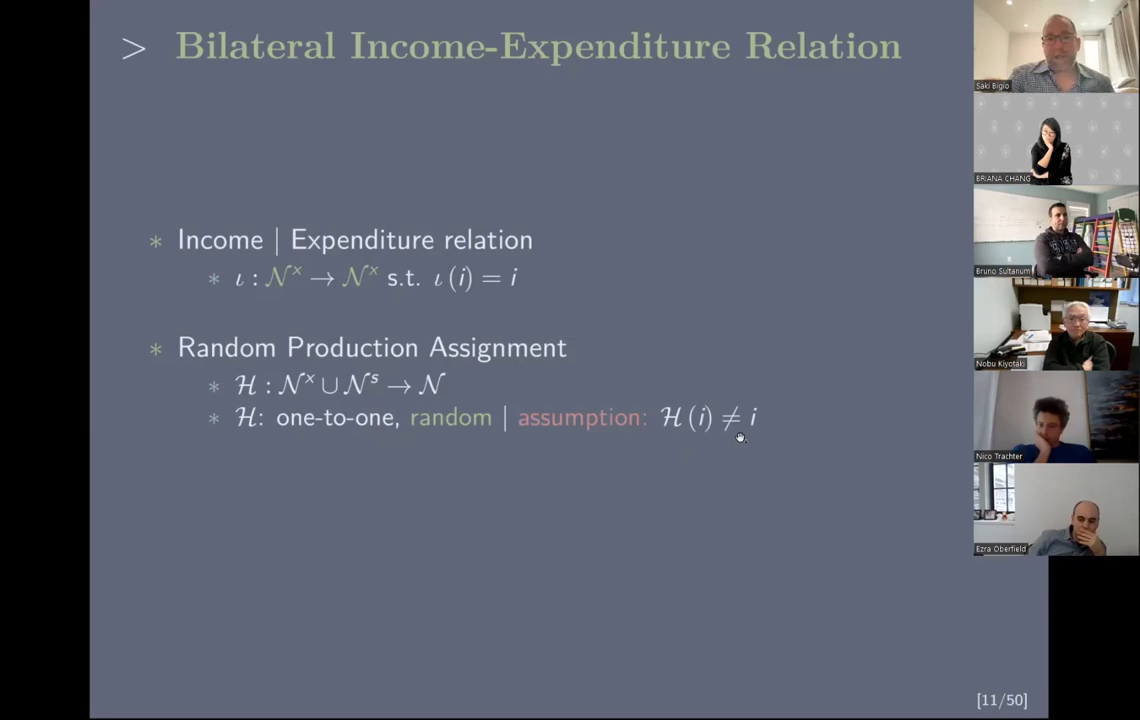 > Bilateral Income-Expenditure Relation
* Income | Expenditure relation
* ι : 𝒩ˣ → 𝒩ˣ s.t. ι (i) = i
* Random Production Assignment
* ℋ : 𝒩ˣ ∪ 𝒩ˢ → 𝒩
* ℋ: one-to-one, random | assumption: ℋ (i) ≠ i
[11/50]
Saki Bigio
BRIANA CHANG
Bruno Sultanum
Nobu Kiyotaki
Nico Trachter
Ezra Oberfield